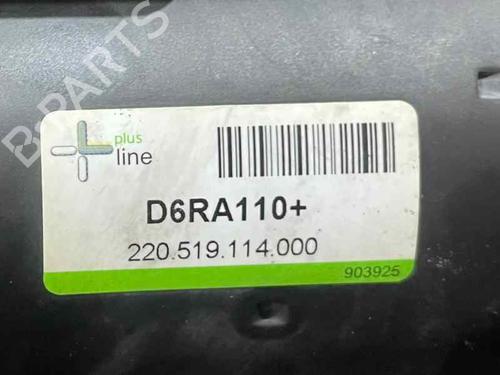 B-PARTS
plus
line
D6RA110+
220.519.114.000
903925